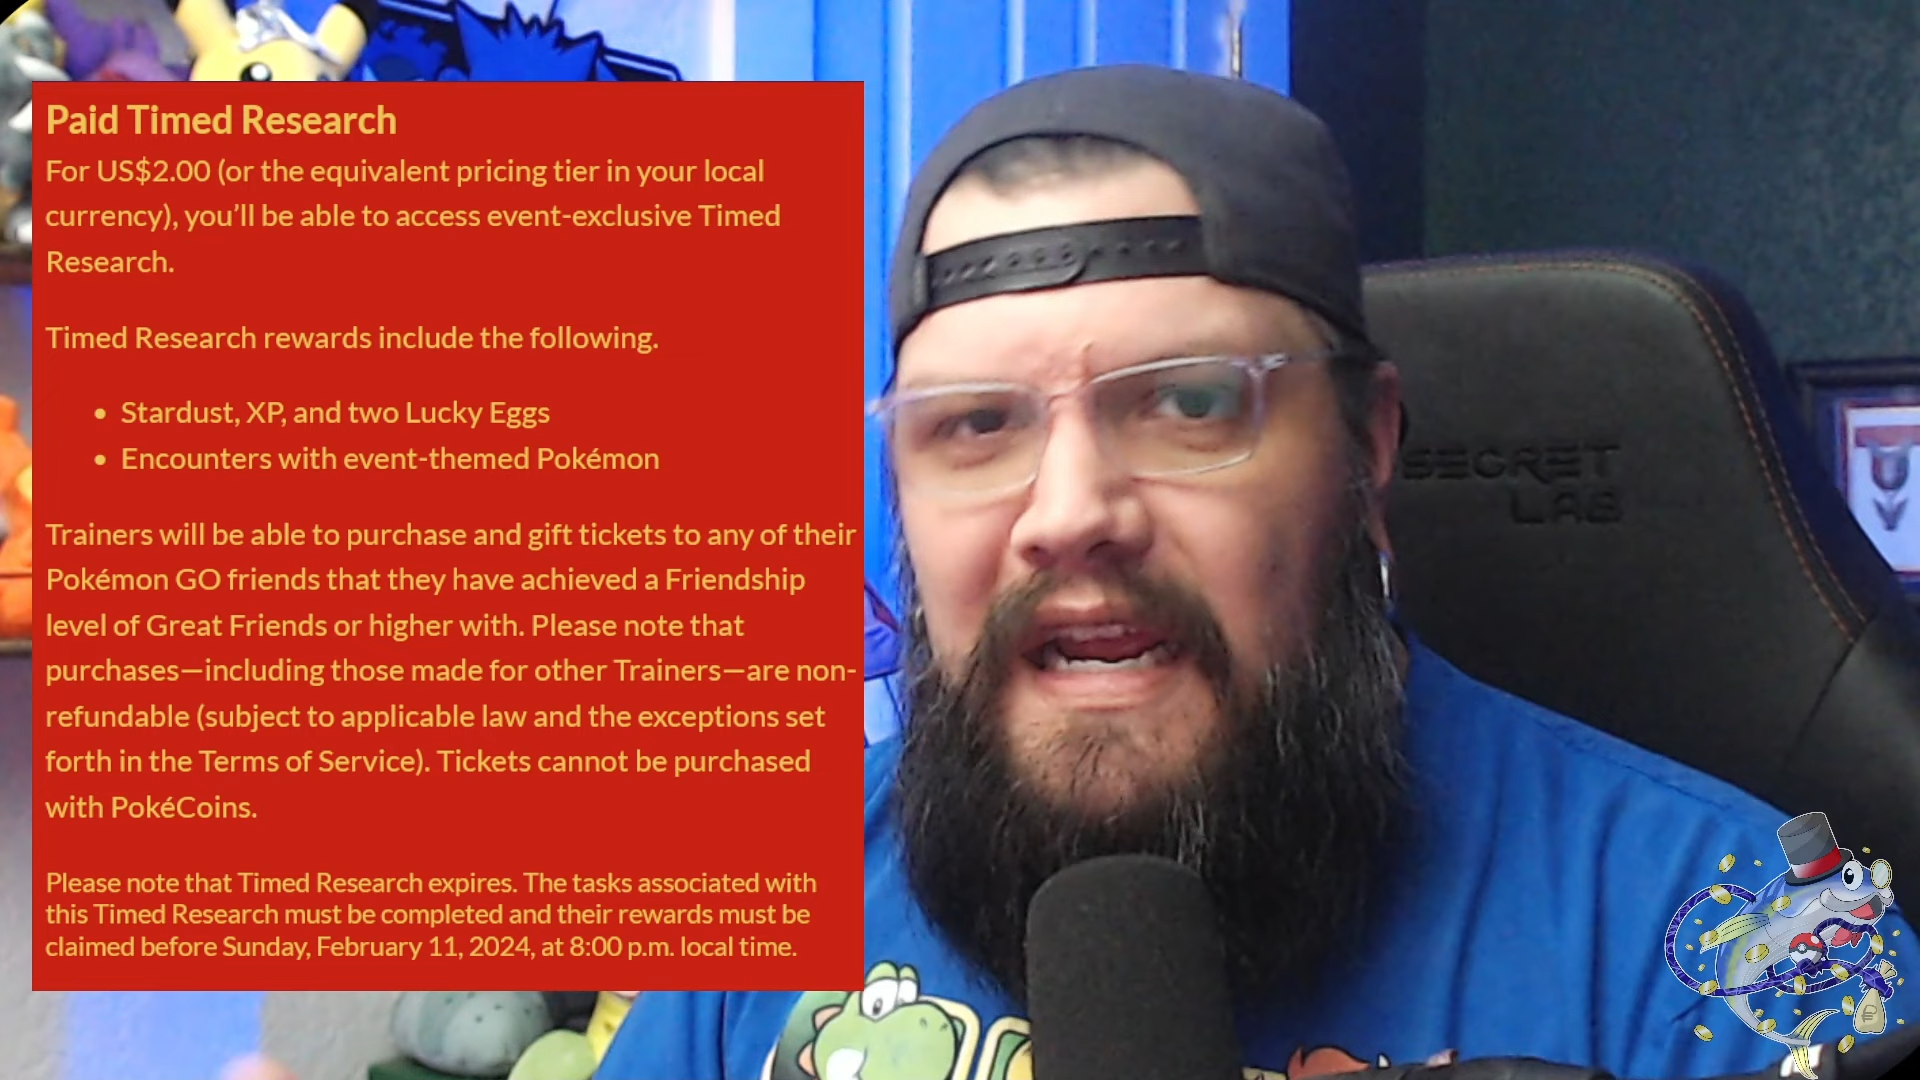 Paid Timed Research
For US$2.00 (or the equivalent pricing tier in your local
currency), you’ll be able to access event-exclusive Timed
Research.
Timed Research rewards include the following.
• Stardust, XP, and two Lucky Eggs
• Encounters with event-themed Pokémon
Trainers will be able to purchase and gift tickets to any of their
Pokémon GO friends that they have achieved a Friendship
level of Great Friends or higher with. Please note that
purchases—including those made for other Trainers—are non-
refundable (subject to applicable law and the exceptions set
forth in the Terms of Service). Tickets cannot be purchased
with PokéCoins.
Please note that Timed Research expires. The tasks associated with
this Timed Research must be completed and their rewards must be
claimed before Sunday, February 11, 2024, at 8:00 p.m. local time.
SECRET
LAB